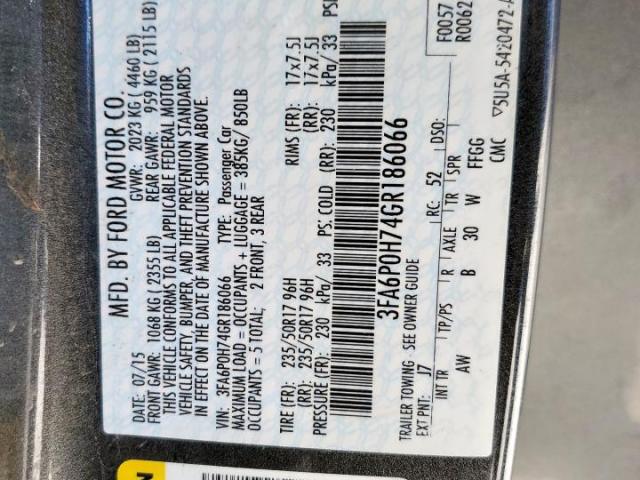 MFD. BY FORD MOTOR CO.
DATE: 07/15 GVWR: 2023 KG ( 4460 LB)
FRONT GAWR: 1068 KG ( 2355 LB) REAR GAWR: 959 KG ( 2115 LB)
THIS VEHICLE CONFORMS TO ALL APPLICABLE FEDERAL MOTOR
VEHICLE SAFETY, BUMPER, AND THEFT PREVENTION STANDARDS
IN EFFECT ON THE DATE OF MANUFACTURE SHOWN ABOVE.
VIN: 3FA6P0H74GR186066 TYPE: Passenger Car
MAXIMUM LOAD = OCCUPANTS + LUGGAGE = 385KG/ 850LB
OCCUPANTS = 5 TOTAL; 2 FRONT, 3 REAR
TIRE (FR): 235/50R17 96H RIMS (FR): 17x7.5J
(RR): 235/50R17 96H (RR): 17x7.5J
PRESSURE (FR): 230 kPa/ 33 PS: COLD (RR): 230 kPa/ 33 PSI
3FA6P0H74GR186066
TRAILER TOWING - SEE OWNER GUIDE
F0057
R0062
EXT PNT: J7 RC: 52 DSO:
INT TR TP/PS R AXLE TR SPR
AW B 30 W FFGG
CMC